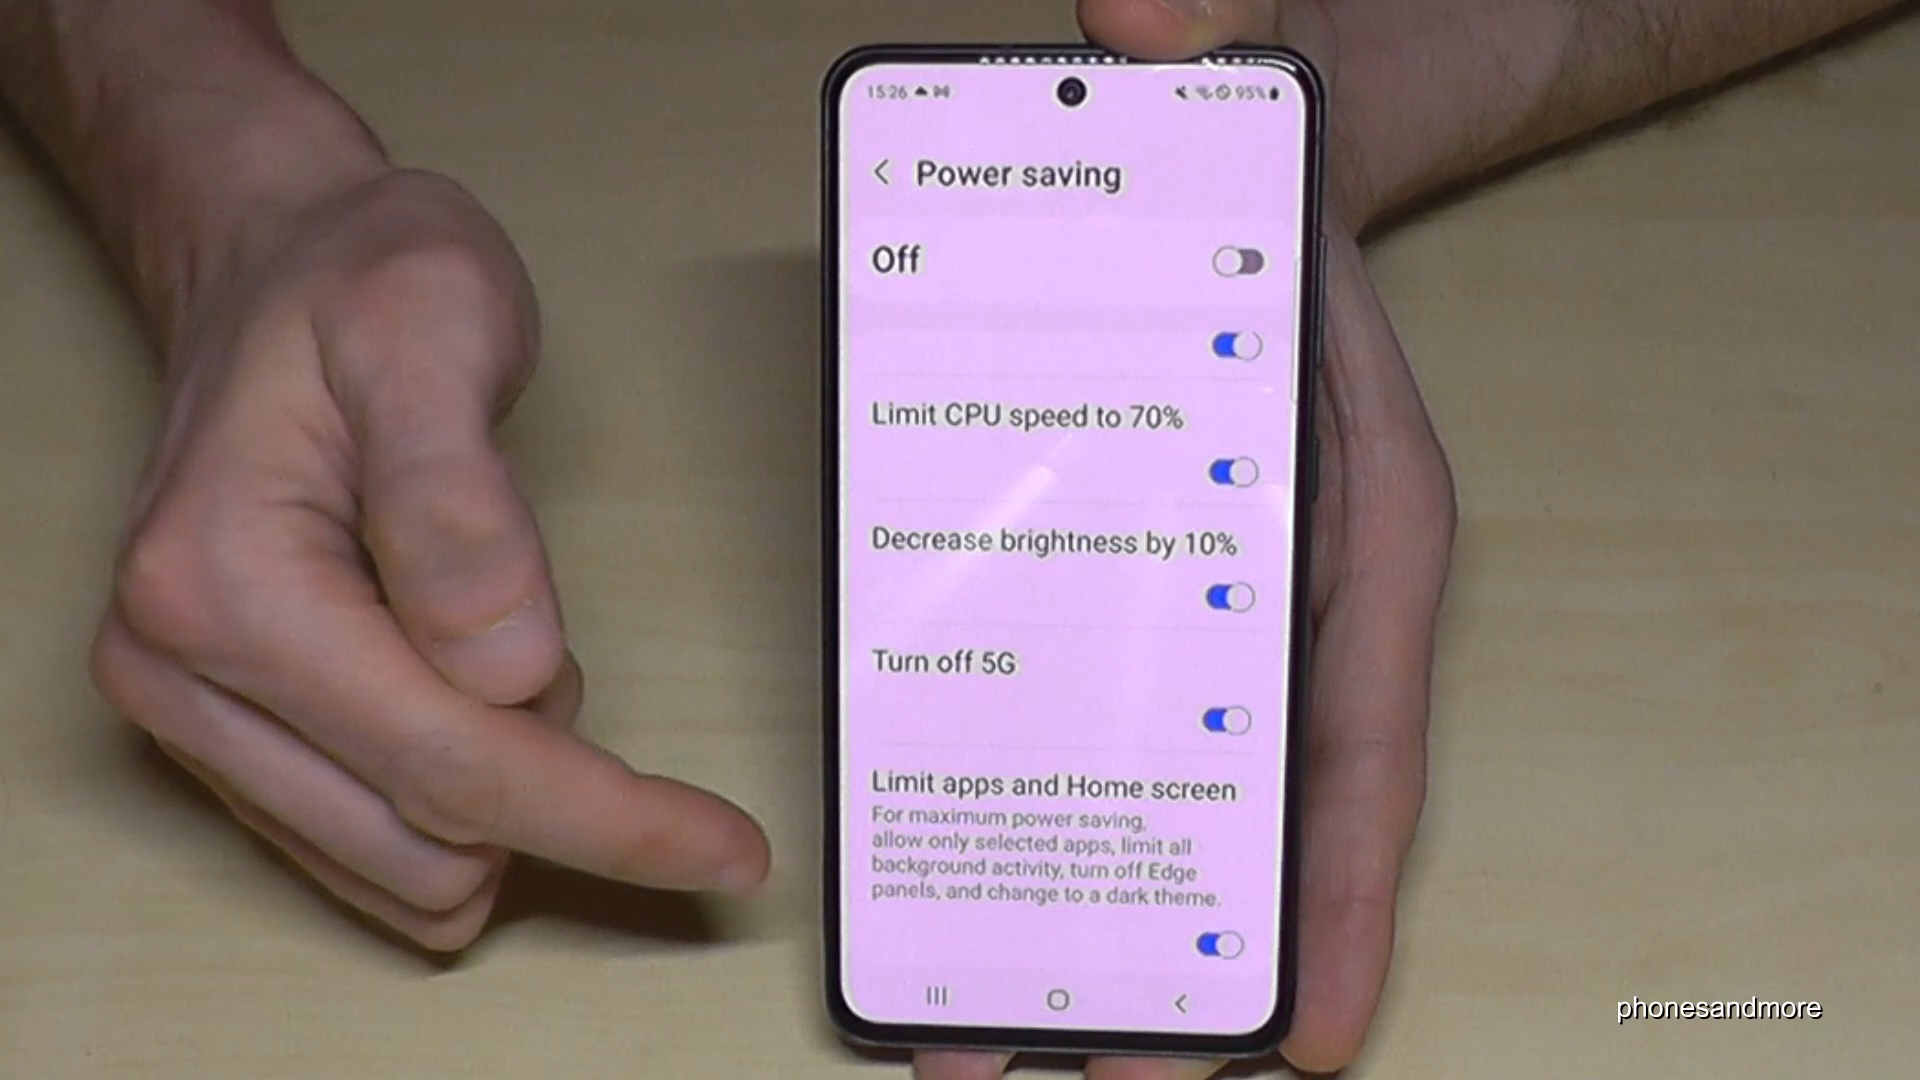 15:26
95%
Power saving
Off
Limit CPU speed to 70%
Decrease brightness by 10%
Turn off 5G
Limit apps and Home screen
For maximum power saving,
allow only selected apps, limit all
background activity, turn off Edge
panels, and change to a dark theme.
phonesandmore